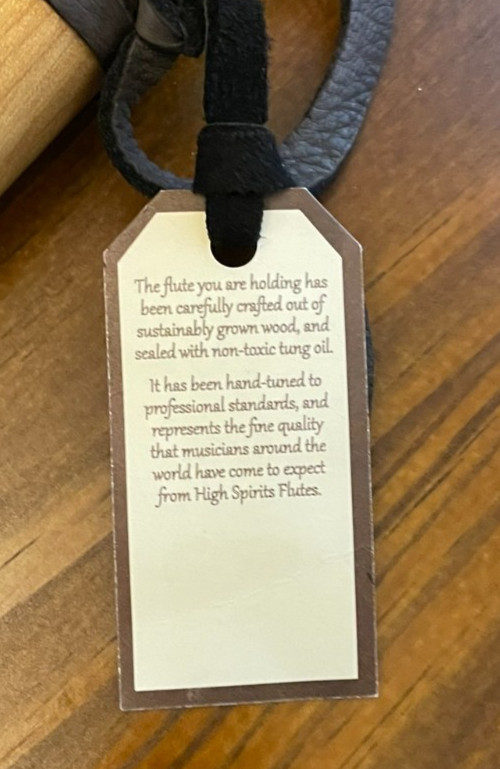 The flute you are holding has
been carefully crafted out of
sustainably grown wood, and
sealed with non-toxic tung oil.
It has been hand-tuned to
professional standards, and
represents the fine quality
that musicians around the
world have come to expect
from High Spirits Flutes.